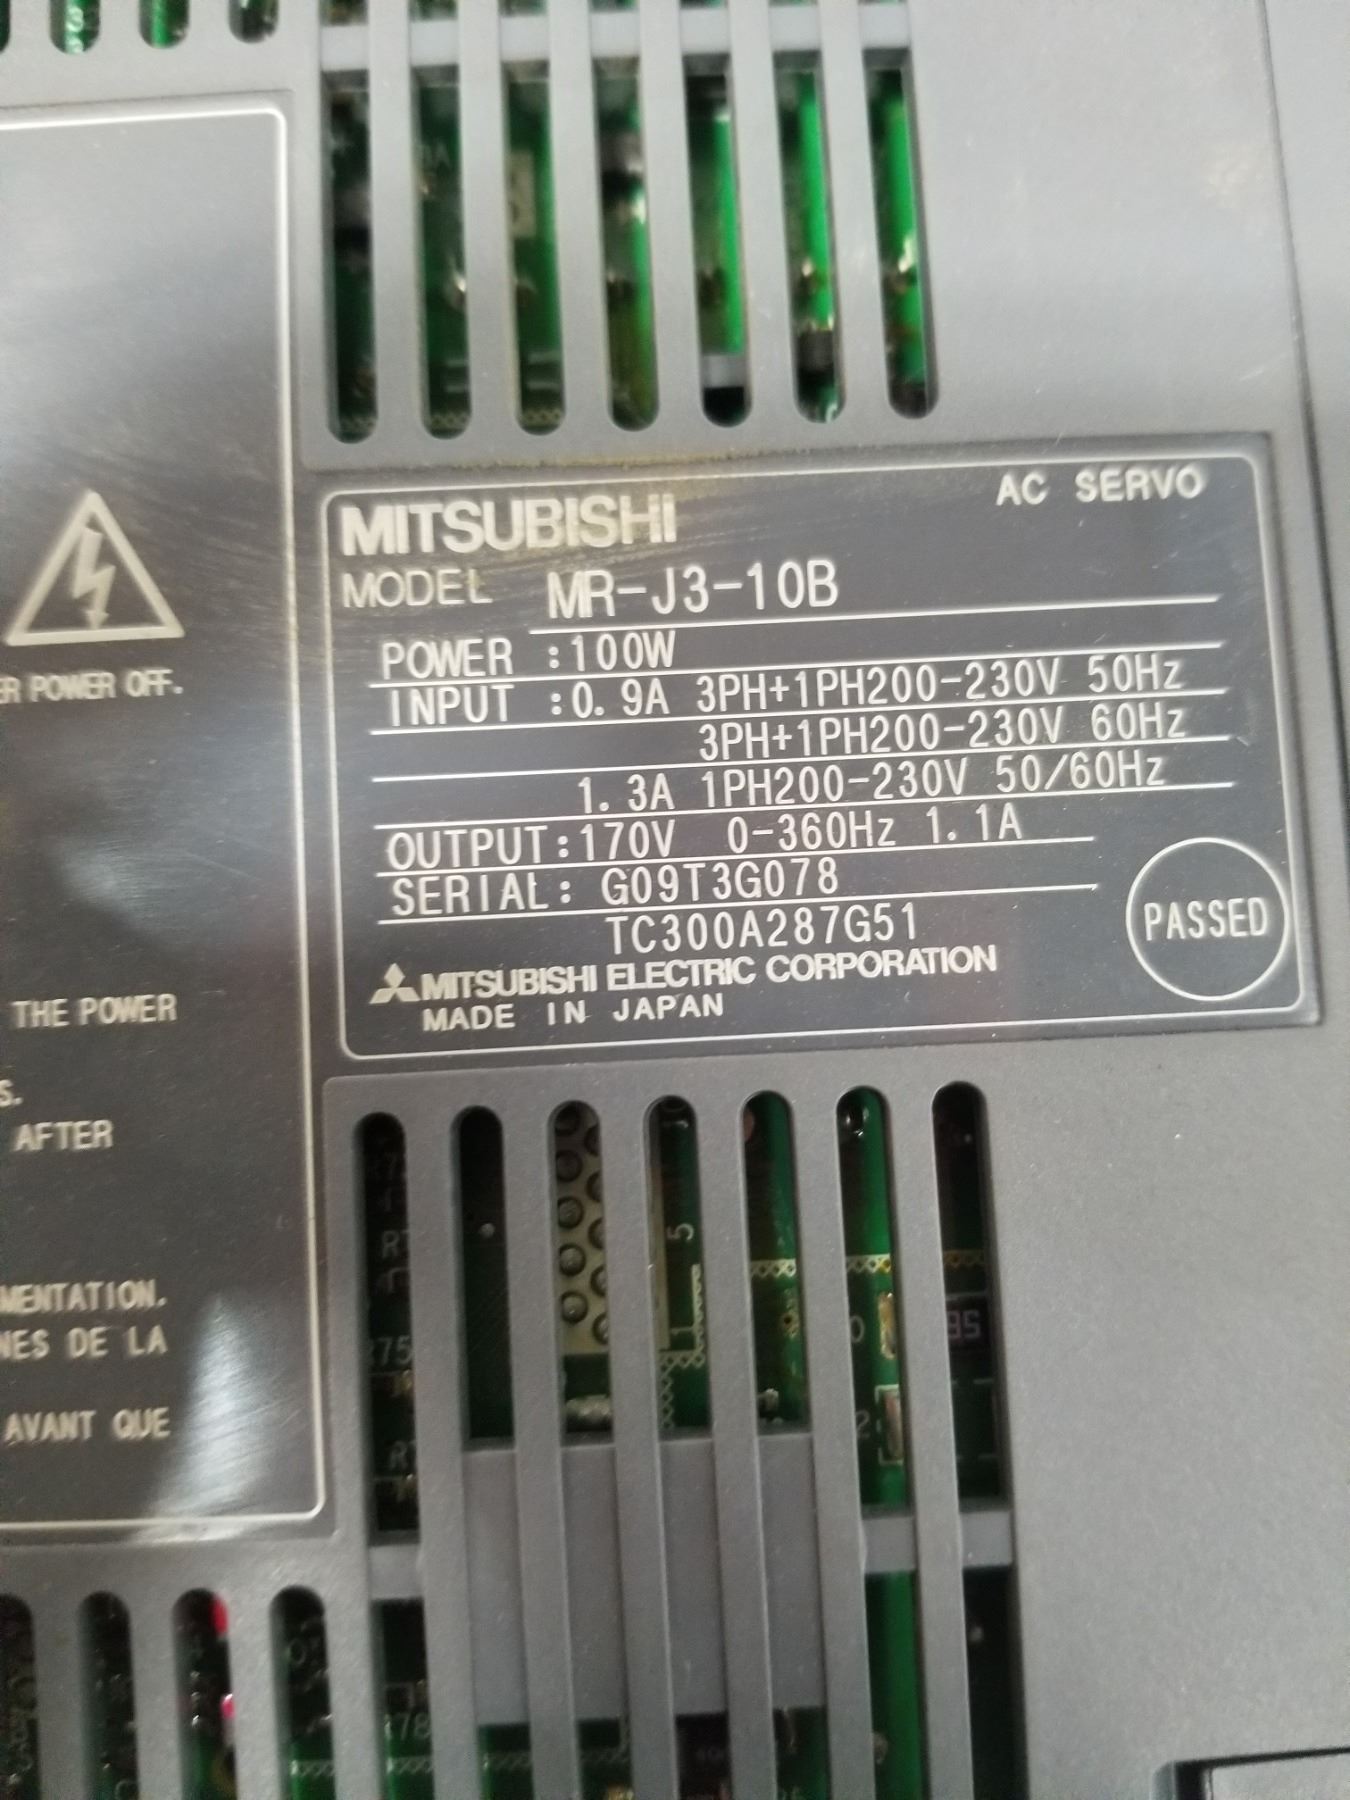 ER POWER OFF.
THE POWER
S.
AFTER
MENTATION.
NES DE LA
AVANT QUE
MITSUBISHI
AC SERVO
MODEL MR-J3-10B
POWER :100W
INPUT :0.9A 3PH+1PH200-230V 50Hz
3PH+1PH200-230V 60Hz
1.3A 1PH200-230V 50/60Hz
OUTPUT:170V 0-360Hz 1.1A
SERIAL: G09T3G078
TC300A287G51
MITSUBISHI ELECTRIC CORPORATION
MADE IN JAPAN
PASSED
5
1